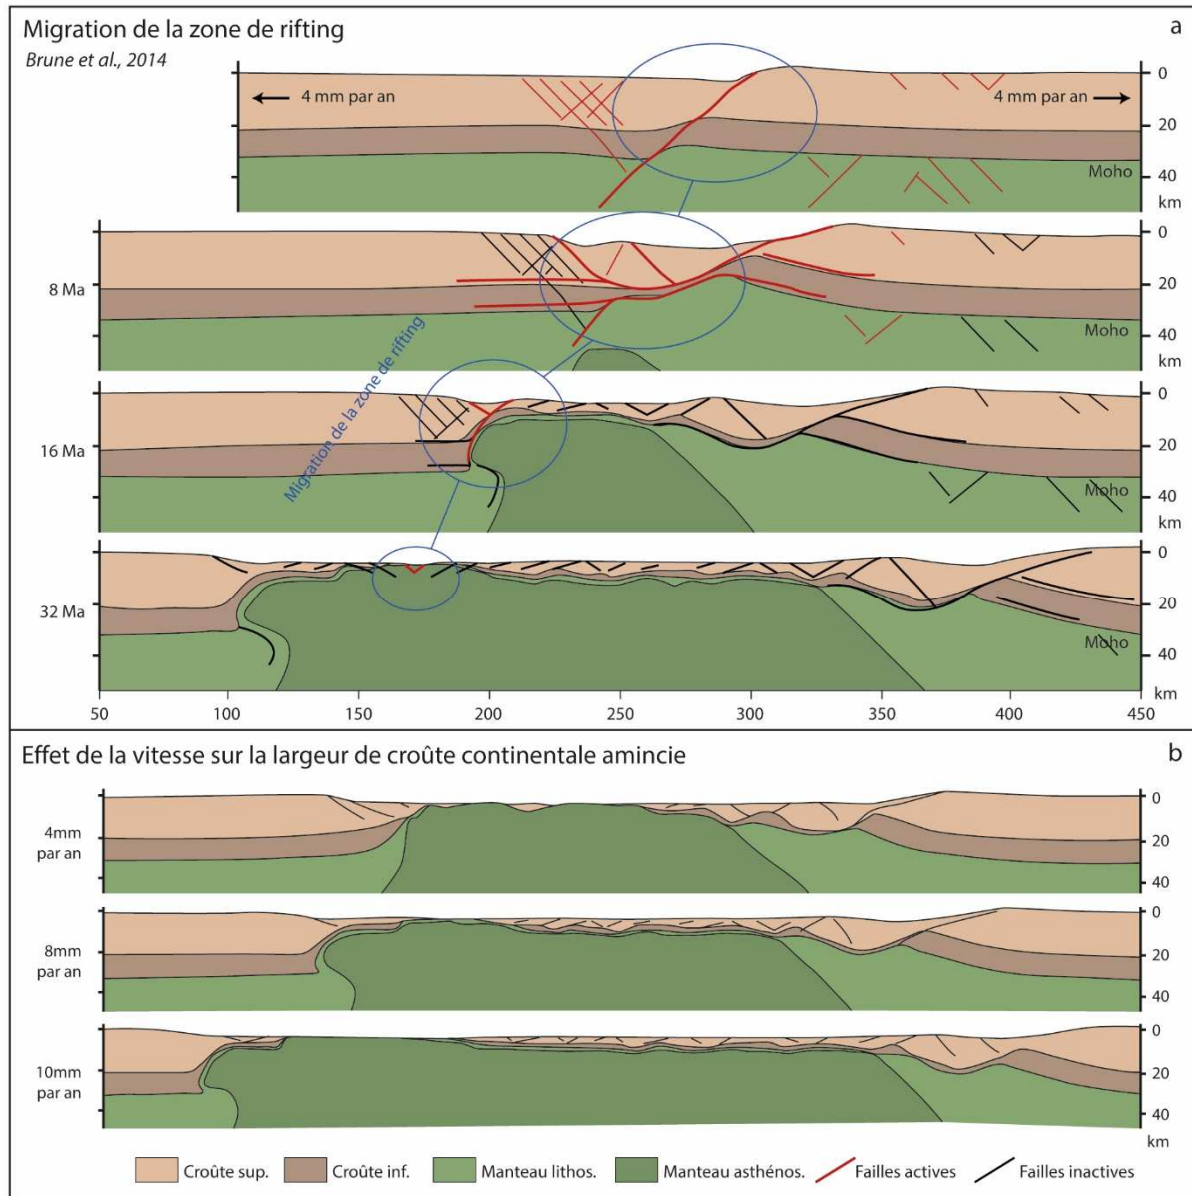 Migration de la zone de rifting
a
Brune et al., 2014
0
4 mm par an
4 mm par an
20
Moho
40
km
0
8 Ma
20
Moho
40
km
Migration de la zone de rifting
0
16 Ma
20
Moho
40
km
0
32 Ma
20
Moho
40
km
50 100 150 200 250 300 350 400 450
Effet de la vitesse sur la largeur de croûte continentale amincie
b
0
4mm
par an
20
40
0
8mm
par an
20
40
0
10mm
par an
20
40
km
Croûte sup. Croûte inf. Manteau lithos. Manteau asthénos. Failles actives Failles inactives